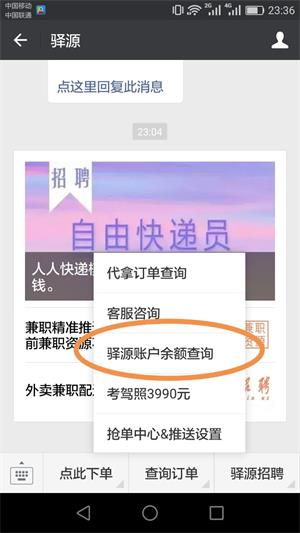 中国移动
中国联通
2G
4G
23:36
驿源
点这里回复此消息
23:04
招聘
自由快递员
人人快递
钱。
代拿订单查询
客服咨询
驿源账户余额查询
考驾照3990元
抢单中心&推送设置
兼职精准推
前兼职资源
兼职
资源
外卖兼职配
聘
点此下单
查询订单
驿源招聘